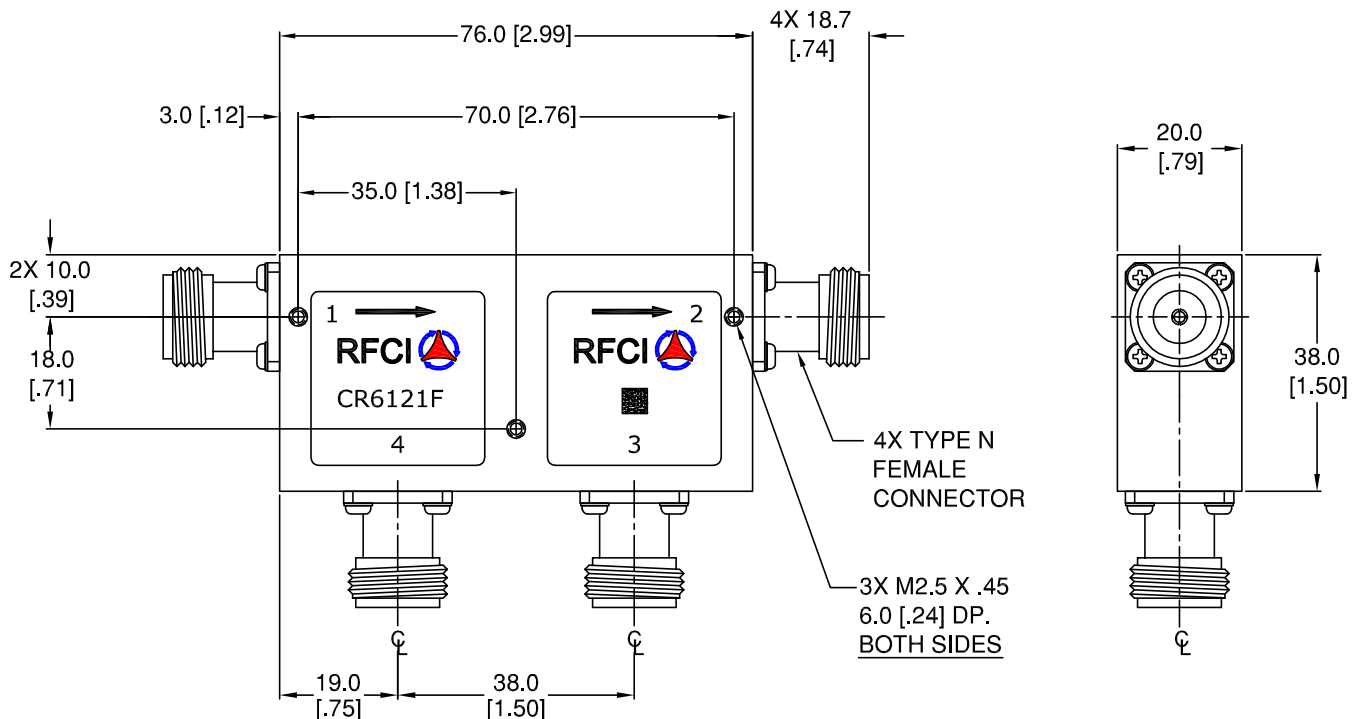 76.0 [2.99]
4X 18.7
[.74]
3.0 [.12]
70.0 [2.76]
20.0
[.79]
35.0 [1.38]
2X 10.0
[.39]
1
2
RFCI
RFCI
18.0
[.71]
38.0
[1.50]
CR6121F
4
3
4X TYPE N
FEMALE
CONNECTOR
3X M2.5 X .45
6.0 [.24] DP.
BOTH SIDES
CL
CL
CL
19.0
[.75]
38.0
[1.50]